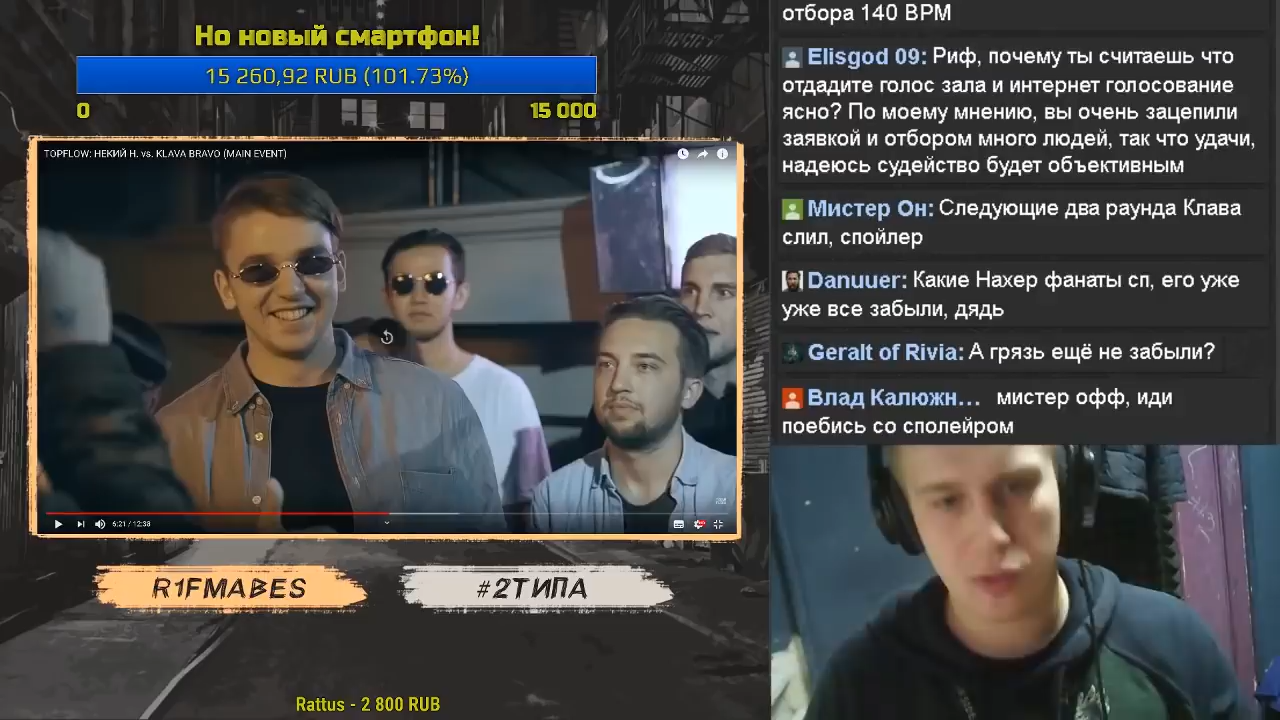 Но новый смартфон!
15 260,92 RUB (101.73%)
0
15 000
TOPFLOW: НЕКИЙ Н. vs. KLAVA BRAVO (MAIN EVENT)
6:21 / 12:38
R1FMABES
#2ТИПА
Rattus - 2 800 RUB
отбора 140 BPM
Elisgod 09: Риф, почему ты считаешь что
отдадите голос зала и интернет голосование
ясно? По моему мнению, вы очень зацепили
заявкой и отбором много людей, так что удачи,
надеюсь судейство будет объективным
Мистер Он: Следующие два раунда Клава
слил, спойлер
Danuuer: Какие Нахер фанаты сп, его уже
уже все забыли, дядь
Geralt of Rivia: А грязь ещё не забыли?
Влад Калюжн... мистер офф, иди
поебись со сполейром